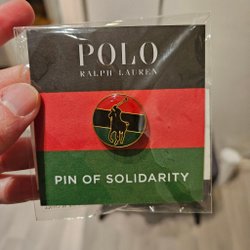 POLO
RALPH LAUREN
PIN OF SOLIDARITY